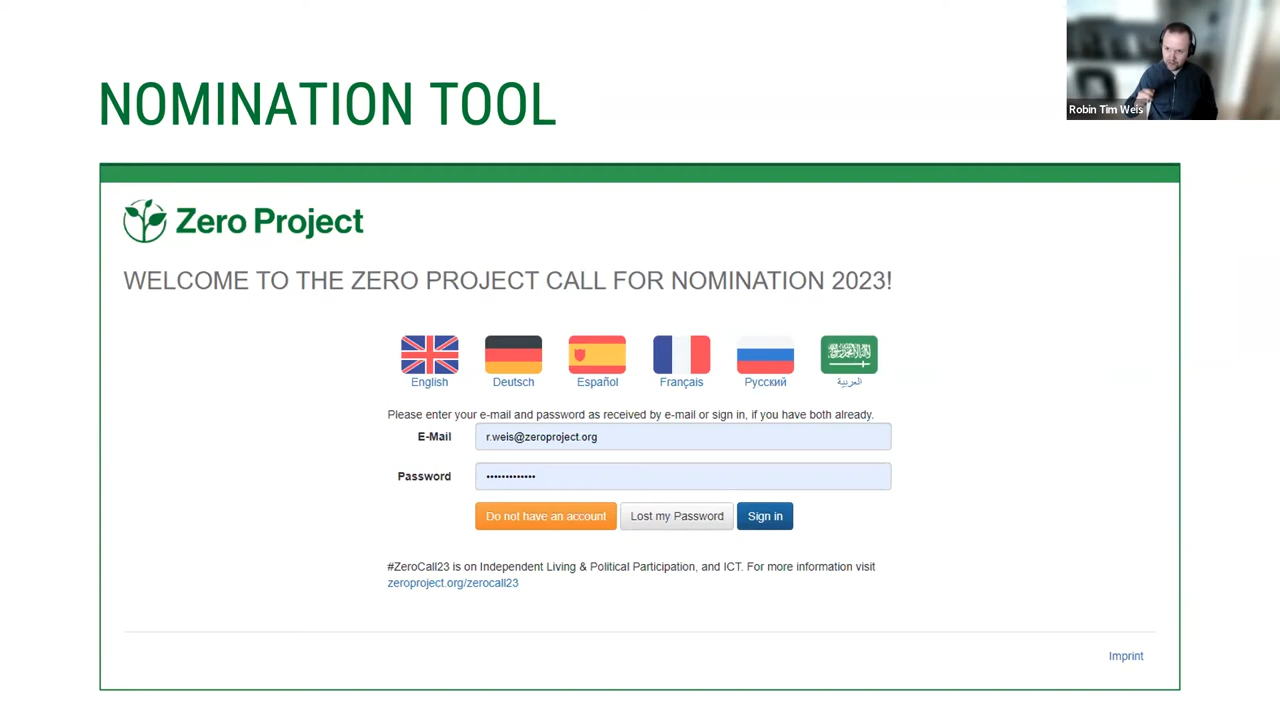 NOMINATION TOOL
Robin Tim Weis
Zero Project
WELCOME TO THE ZERO PROJECT CALL FOR NOMINATION 2023!
English
Deutsch
Español
Français
Русский
العربية
Please enter your e-mail and password as received by e-mail or sign in, if you have both already.
E-Mail
r.weis@zeroproject.org
Password
•••••••••••••
Do not have an account
Lost my Password
Sign in
#ZeroCall23 is on Independent Living & Political Participation, and ICT. For more information visit
zeroproject.org/zerocall23
Imprint